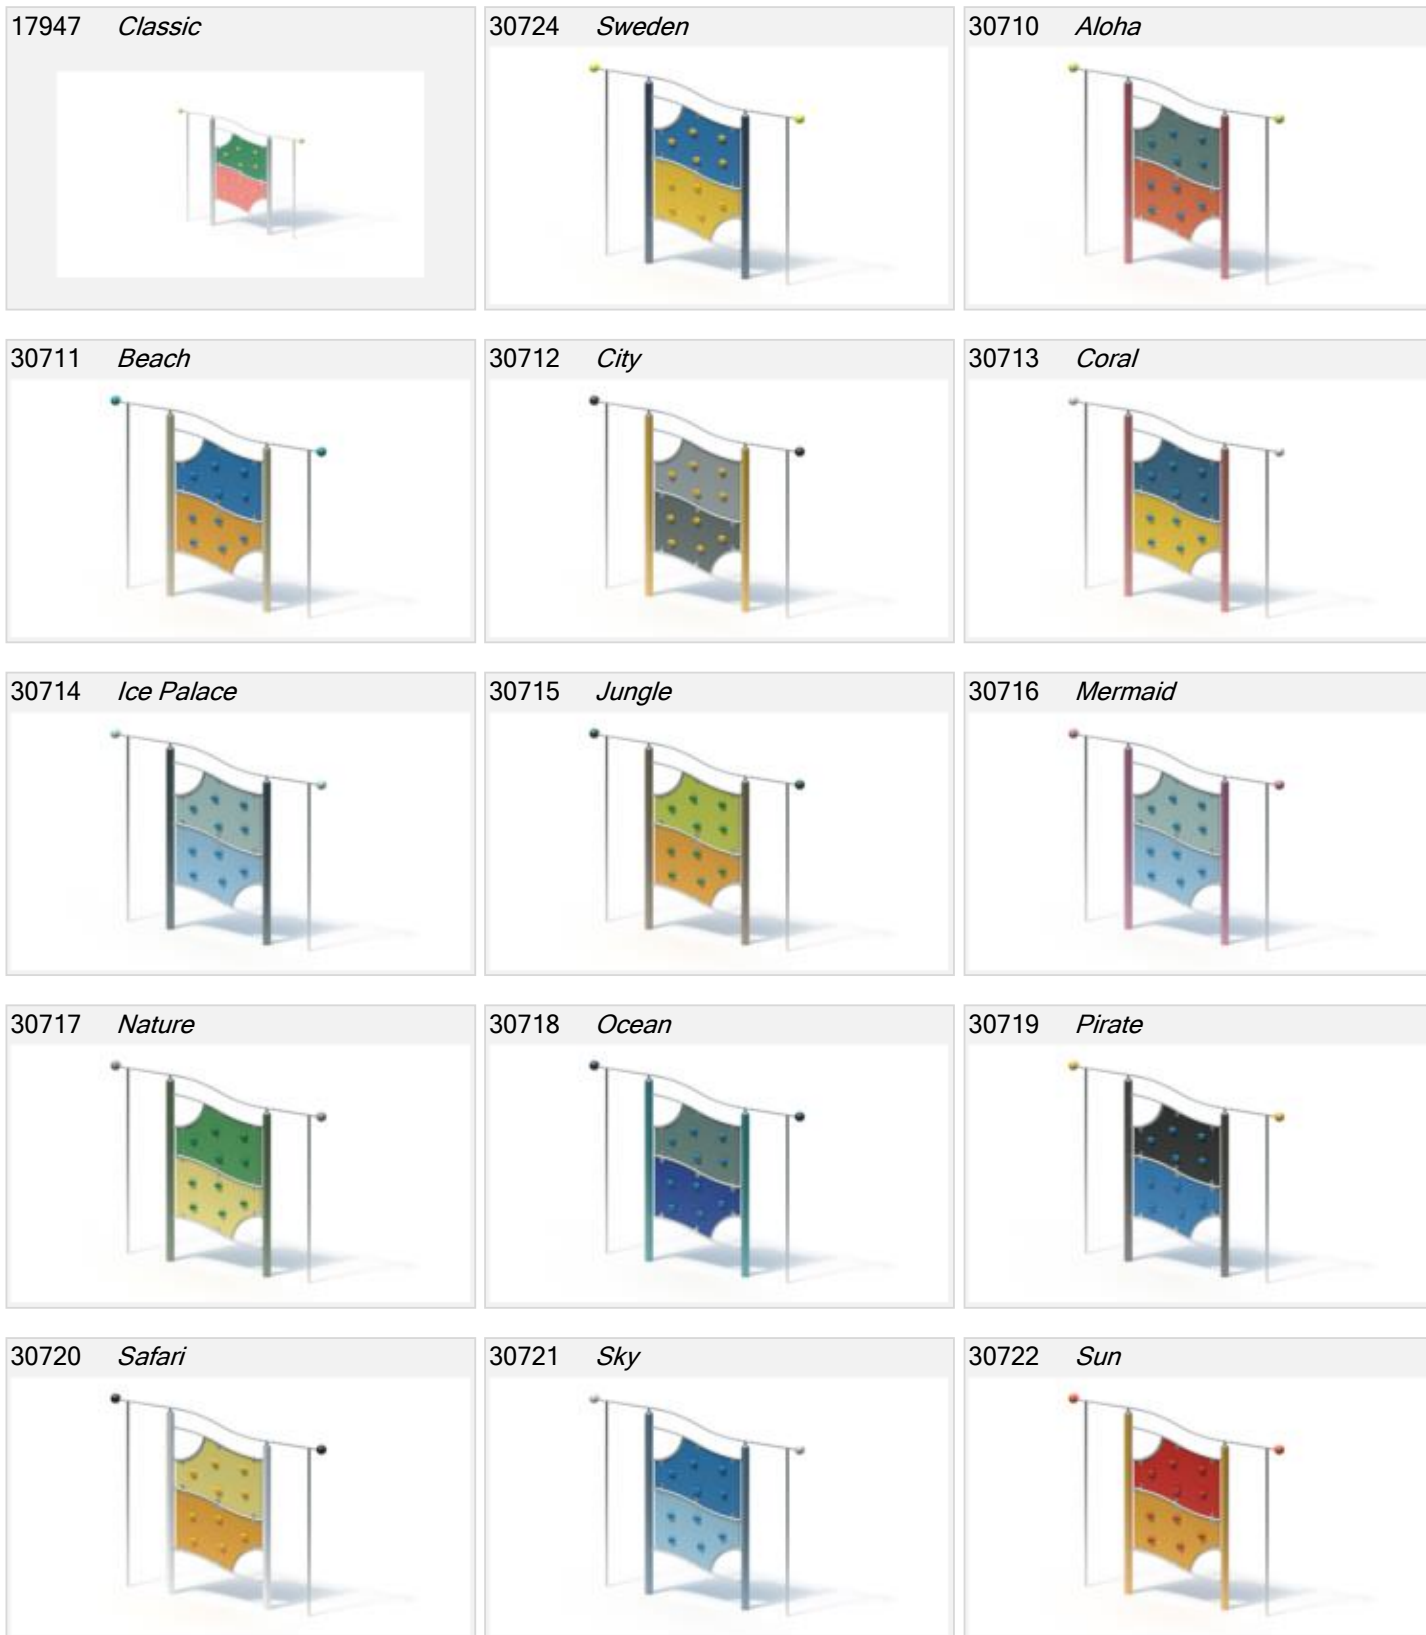 17947 Classic
30724 Sweden
30710 Aloha
30711 Beach
30712 City
30713 Coral
30714 Ice Palace
30715 Jungle
30716 Mermaid
30717 Nature
30718 Ocean
30719 Pirate
30720 Safari
30721 Sky
30722 Sun